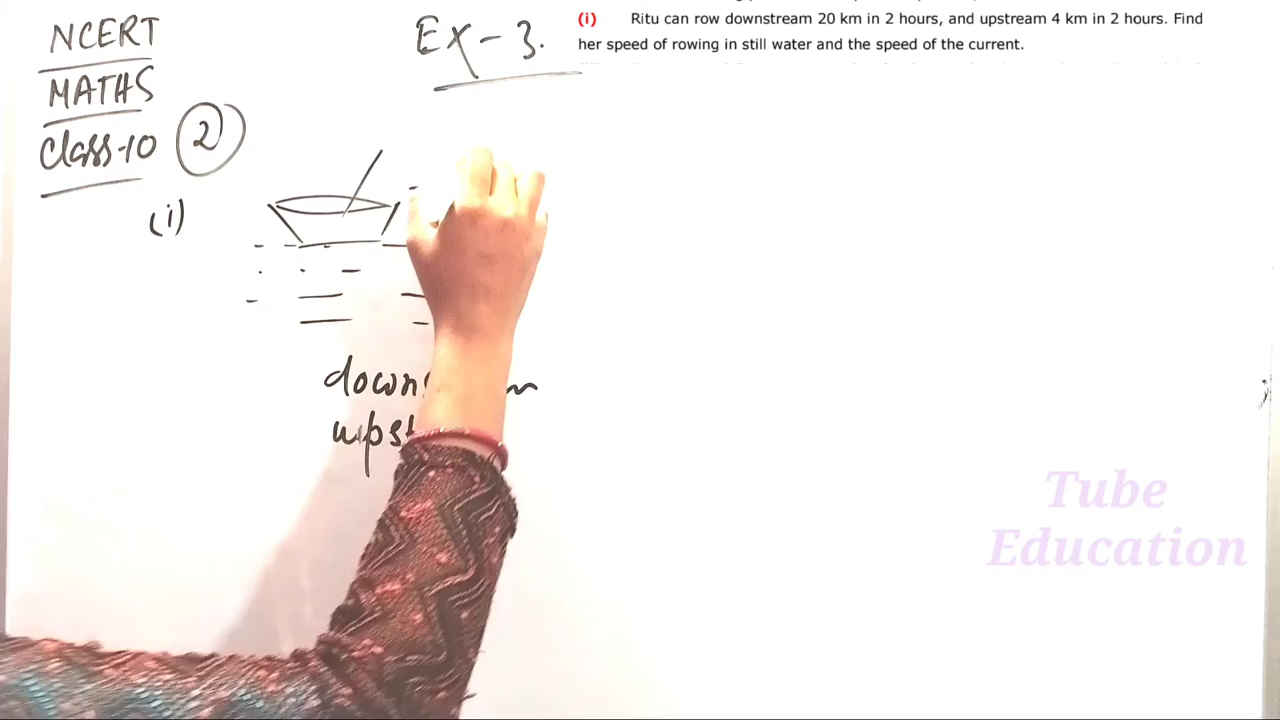 NCERT
MATHS
Class-10 2
(i)
Ex-3.
(i) Ritu can row downstream 20 km in 2 hours, and upstream 4 km in 2 hours. Find
her speed of rowing in still water and the speed of the current.
Tube
Education